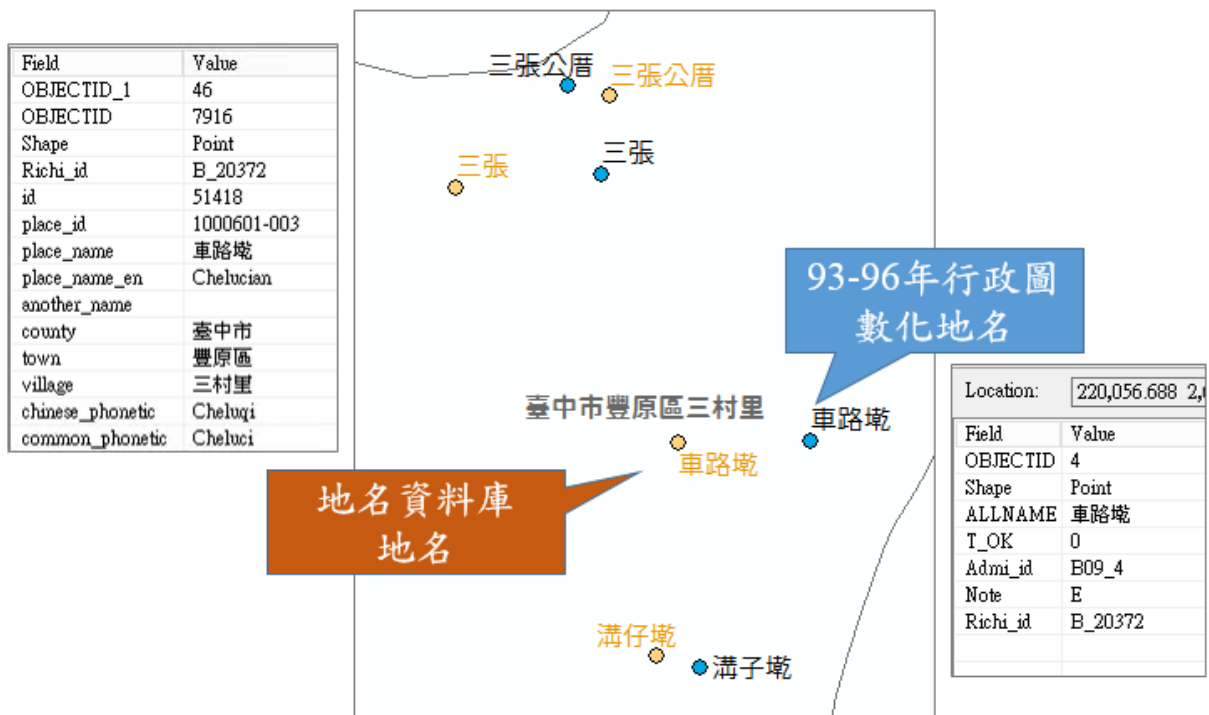 Field Value
OBJECTID_1 46
OBJECTID 7916
Shape Point
Richi_id B_20372
id 51418
place_id 1000601-003
place_name 車路墘
place_name_en Chelucian
another_name
county 臺中市
town 豐原區
village 三村里
chinese_phonetic Cheluqi
common_phonetic Cheluci
三張公厝
三張公厝
三張
三張
93-96年行政圖
數化地名
臺中市豐原區三村里
車路墘
車路墘
地名資料庫
地名
溝仔墘
溝子墘
Location: 220,056.688 2,
Field Value
OBJECTID 4
Shape Point
ALLNAME 車路墘
T_OK 0
Admi_id B09_4
Note E
Richi_id B_20372